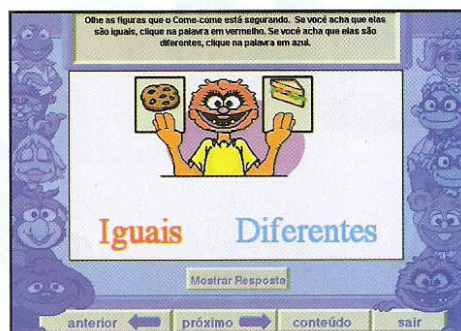 Olhe as figuras que o Come-come está segurando. Se você acha que elas
são iguais, clique na palavra em vermelho. Se você acha que elas são
diferentes, clique na palavra em azul.
Iguais Diferentes
Mostrar Resposta
anterior próximo conteúdo sair